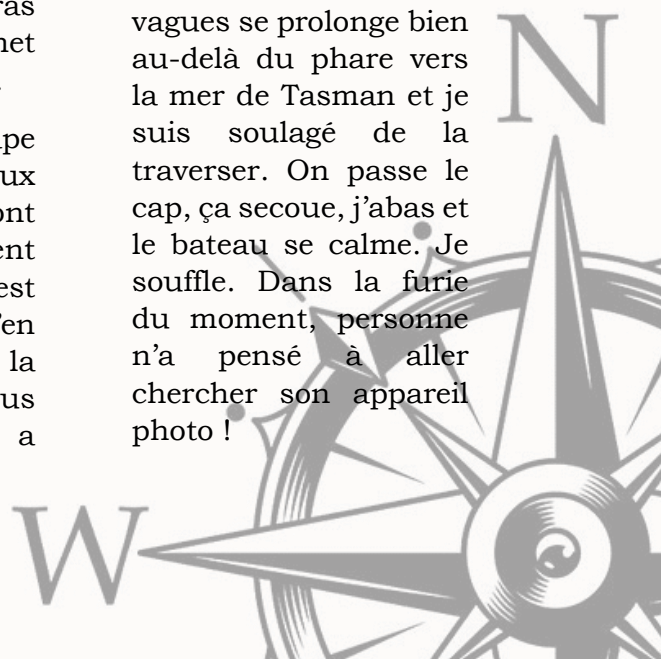 la
us
a
vagues se prolonge bien
au-delà du phare vers
la mer de Tasman et je
suis soulagé de la
traverser. On passe le
cap, ça secoue, j’abas et
le bateau se calme. Je
souffle. Dans la furie
du moment, personne
n’a pensé à aller
chercher son appareil
photo !
N
W